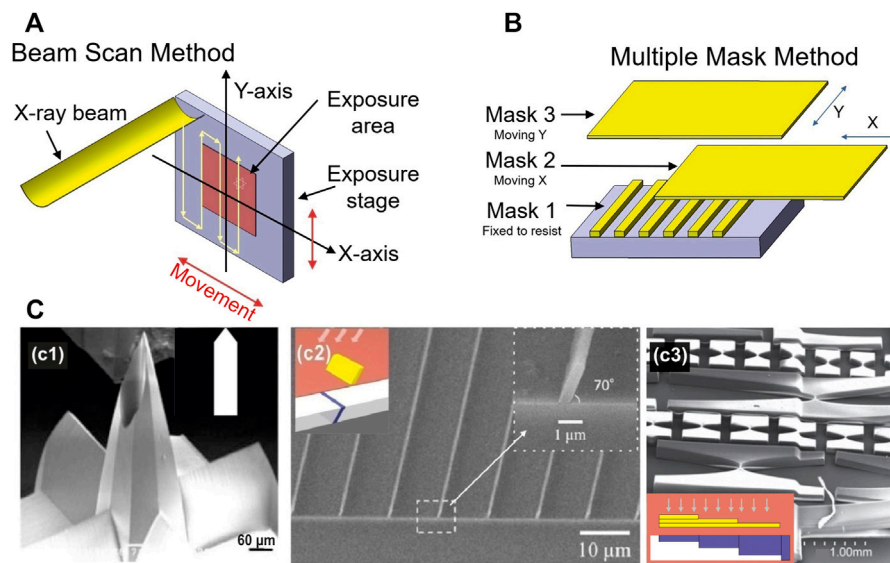 A
Beam Scan Method
Y-axis
X-ray beam
Exposure
area
Exposure
stage
X-axis
Movement
B
Multiple Mask Method
Mask 3
Moving Y
Y
X
Mask 2
Moving X
Mask 1
Fixed to resist
C
(c1)
60 μm
(c2)
70°
1 μm
10 μm
(c3)
1.00mm